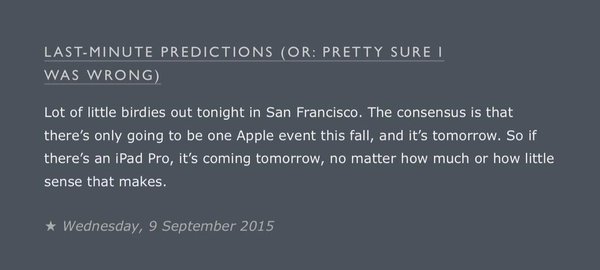 LAST-MINUTE PREDICTIONS (OR: PRETTY SURE I
WAS WRONG)
Lot of little birdies out tonight in San Francisco. The consensus is that
there’s only going to be one Apple event this fall, and it’s tomorrow. So if
there’s an iPad Pro, it’s coming tomorrow, no matter how much or how little
sense that makes.
★ Wednesday, 9 September 2015